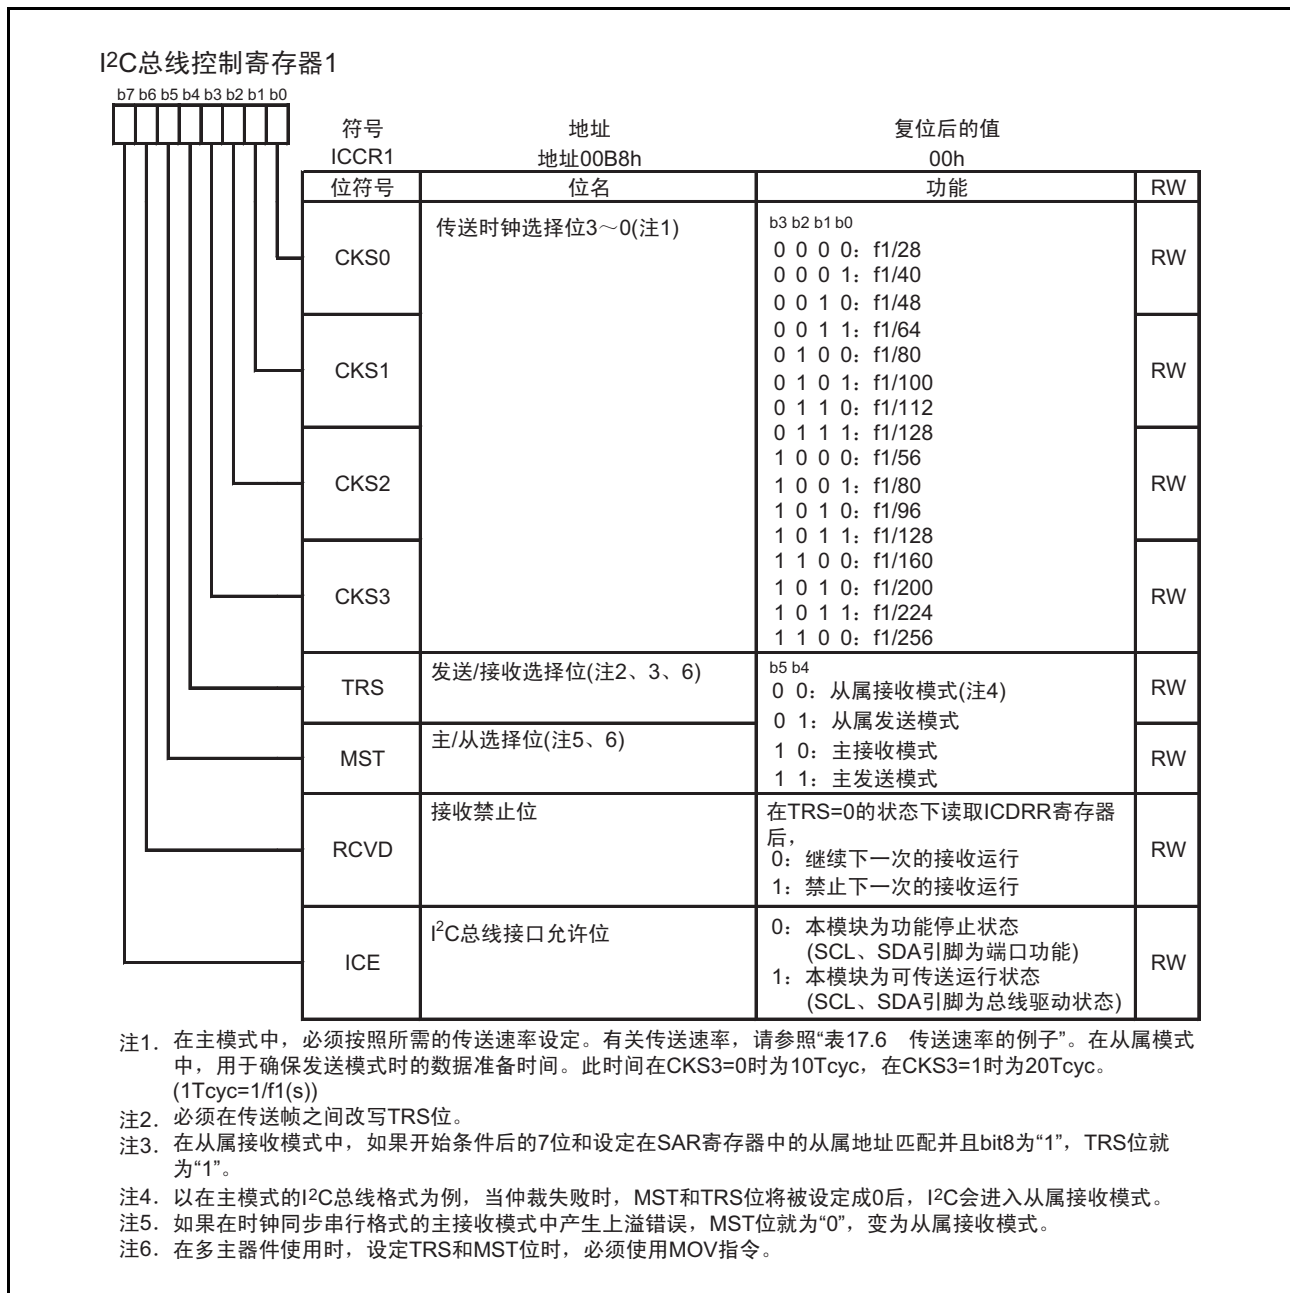 I²C总线控制寄存器1
b7 b6 b5 b4 b3 b2 b1 b0
符号 地址 复位后的值
ICCR1 地址00B8h 00h
位符号 位名 功能 RW
CKS0 传送时钟选择位3～0(注1) RW
b3 b2 b1 b0
0 0 0 0：f1/28
0 0 0 1：f1/40
0 0 1 0：f1/48
0 0 1 1：f1/64
CKS1 RW
0 1 0 0：f1/80
0 1 0 1：f1/100
0 1 1 0：f1/112
0 1 1 1：f1/128
CKS2 RW
1 0 0 0：f1/56
1 0 0 1：f1/80
1 0 1 0：f1/96
1 0 1 1：f1/128
CKS3 RW
1 1 0 0：f1/160
1 0 1 0：f1/200
1 0 1 1：f1/224
1 1 0 0：f1/256
TRS 发送/接收选择位(注2、3、6) RW
b5 b4
0 0：从属接收模式(注4)
0 1：从属发送模式
MST 主/从选择位(注5、6) RW
1 0：主接收模式
1 1：主发送模式
RCVD 接收禁止位 RW
在TRS=0的状态下读取ICDRR寄存器
后，
0：继续下一次的接收运行
1：禁止下一次的接收运行
ICE I²C总线接口允许位 RW
0：本模块为功能停止状态
(SCL、SDA引脚为端口功能)
1：本模块为可传送运行状态
(SCL、SDA引脚为总线驱动状态)
注1. 在主模式中，必须按照所需的传送速率设定。有关传送速率，请参照“表17.6 传送速率的例子”。在从属模式
中，用于确保发送模式时的数据准备时间。此时间在CKS3=0时为10Tcyc，在CKS3=1时为20Tcyc。
(1Tcyc=1/f1(s))
注2. 必须在传送帧之间改写TRS位。
注3. 在从属接收模式中，如果开始条件后的7位和设定在SAR寄存器中的从属地址匹配并且bit8为“1”，TRS位就
为“1”。
注4. 以在主模式的I²C总线格式为例，当仲裁失败时，MST和TRS位将被设定成0后，I²C会进入从属接收模式。
注5. 如果在时钟同步串行格式的主接收模式中产生上溢错误，MST位就为“0”，变为从属接收模式。
注6. 在多主器件使用时，设定TRS和MST位时，必须使用MOV指令。